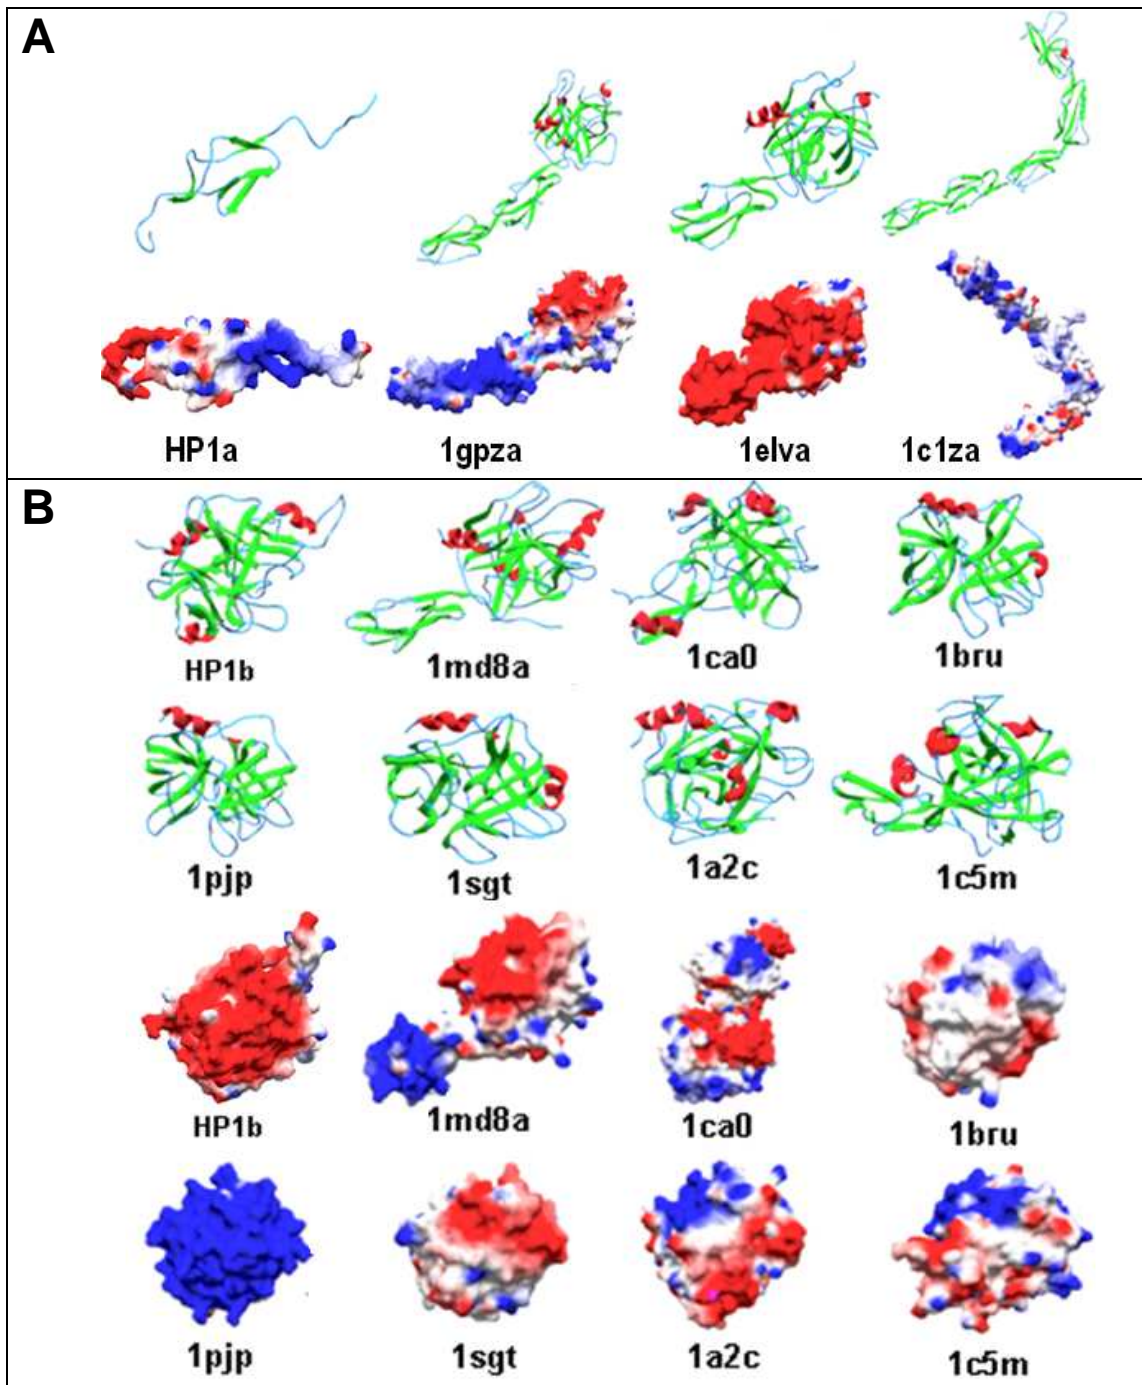 A
HP1a 1gpza 1elva 1c1za
B
HP1b 1md8a 1ca0 1bru
1pjp 1sgt 1a2c 1c5m
HP1b 1md8a 1ca0 1bru
1pjp 1sgt 1a2c 1c5m